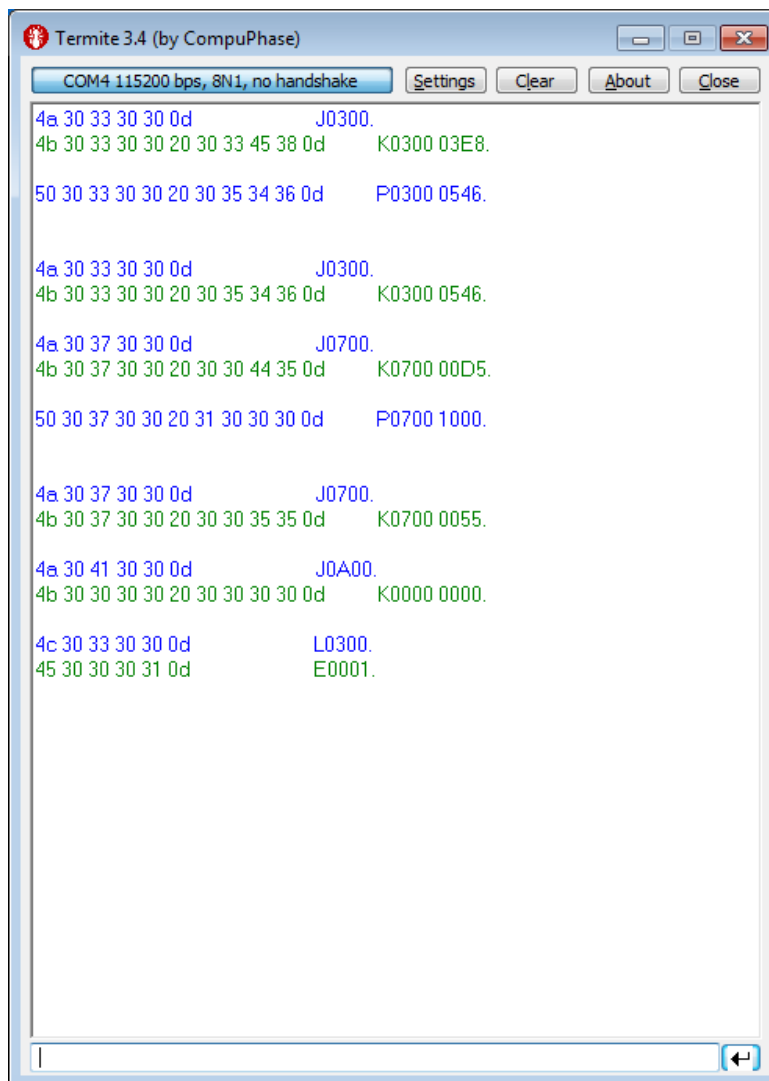 Termite 3.4 (by CompuPhase)
COM4 115200 bps, 8N1, no handshake Settings Clear About Close
4a 30 33 30 30 0d J0300.
4b 30 33 30 30 20 30 33 45 38 0d K0300 03E8.
50 30 33 30 30 20 30 35 34 36 0d P0300 0546.
4a 30 33 30 30 0d J0300.
4b 30 33 30 30 20 30 35 34 36 0d K0300 0546.
4a 30 37 30 30 0d J0700.
4b 30 37 30 30 20 30 30 44 35 0d K0700 00D5.
50 30 37 30 30 20 31 30 30 30 0d P0700 1000.
4a 30 37 30 30 0d J0700.
4b 30 37 30 30 20 30 30 35 35 0d K0700 0055.
4a 30 41 30 30 0d J0A00.
4b 30 30 30 30 20 30 30 30 30 0d K0000 0000.
4c 30 33 30 30 0d L0300.
45 30 30 30 31 0d E0001.